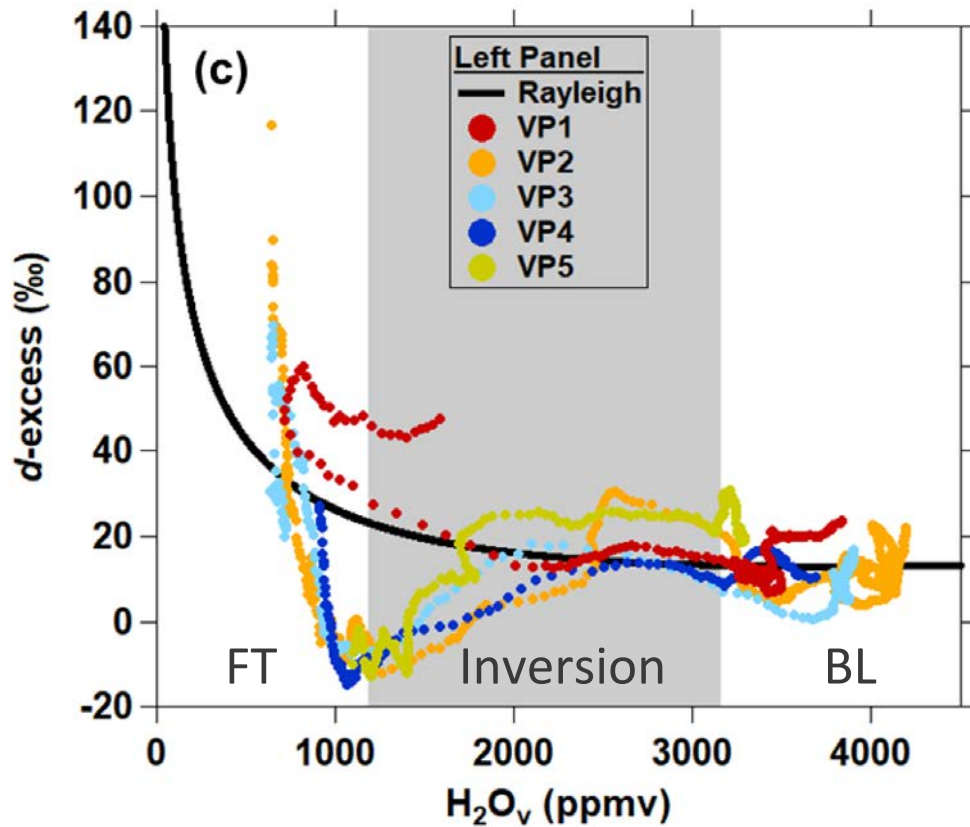 140
120
100
80
60
40
20
0
-20
d-excess (‰)
(c)
Left Panel
Rayleigh
VP1
VP2
VP3
VP4
VP5
FT Inversion BL
0 1000 2000 3000 4000
H₂Oᵥ (ppmv)